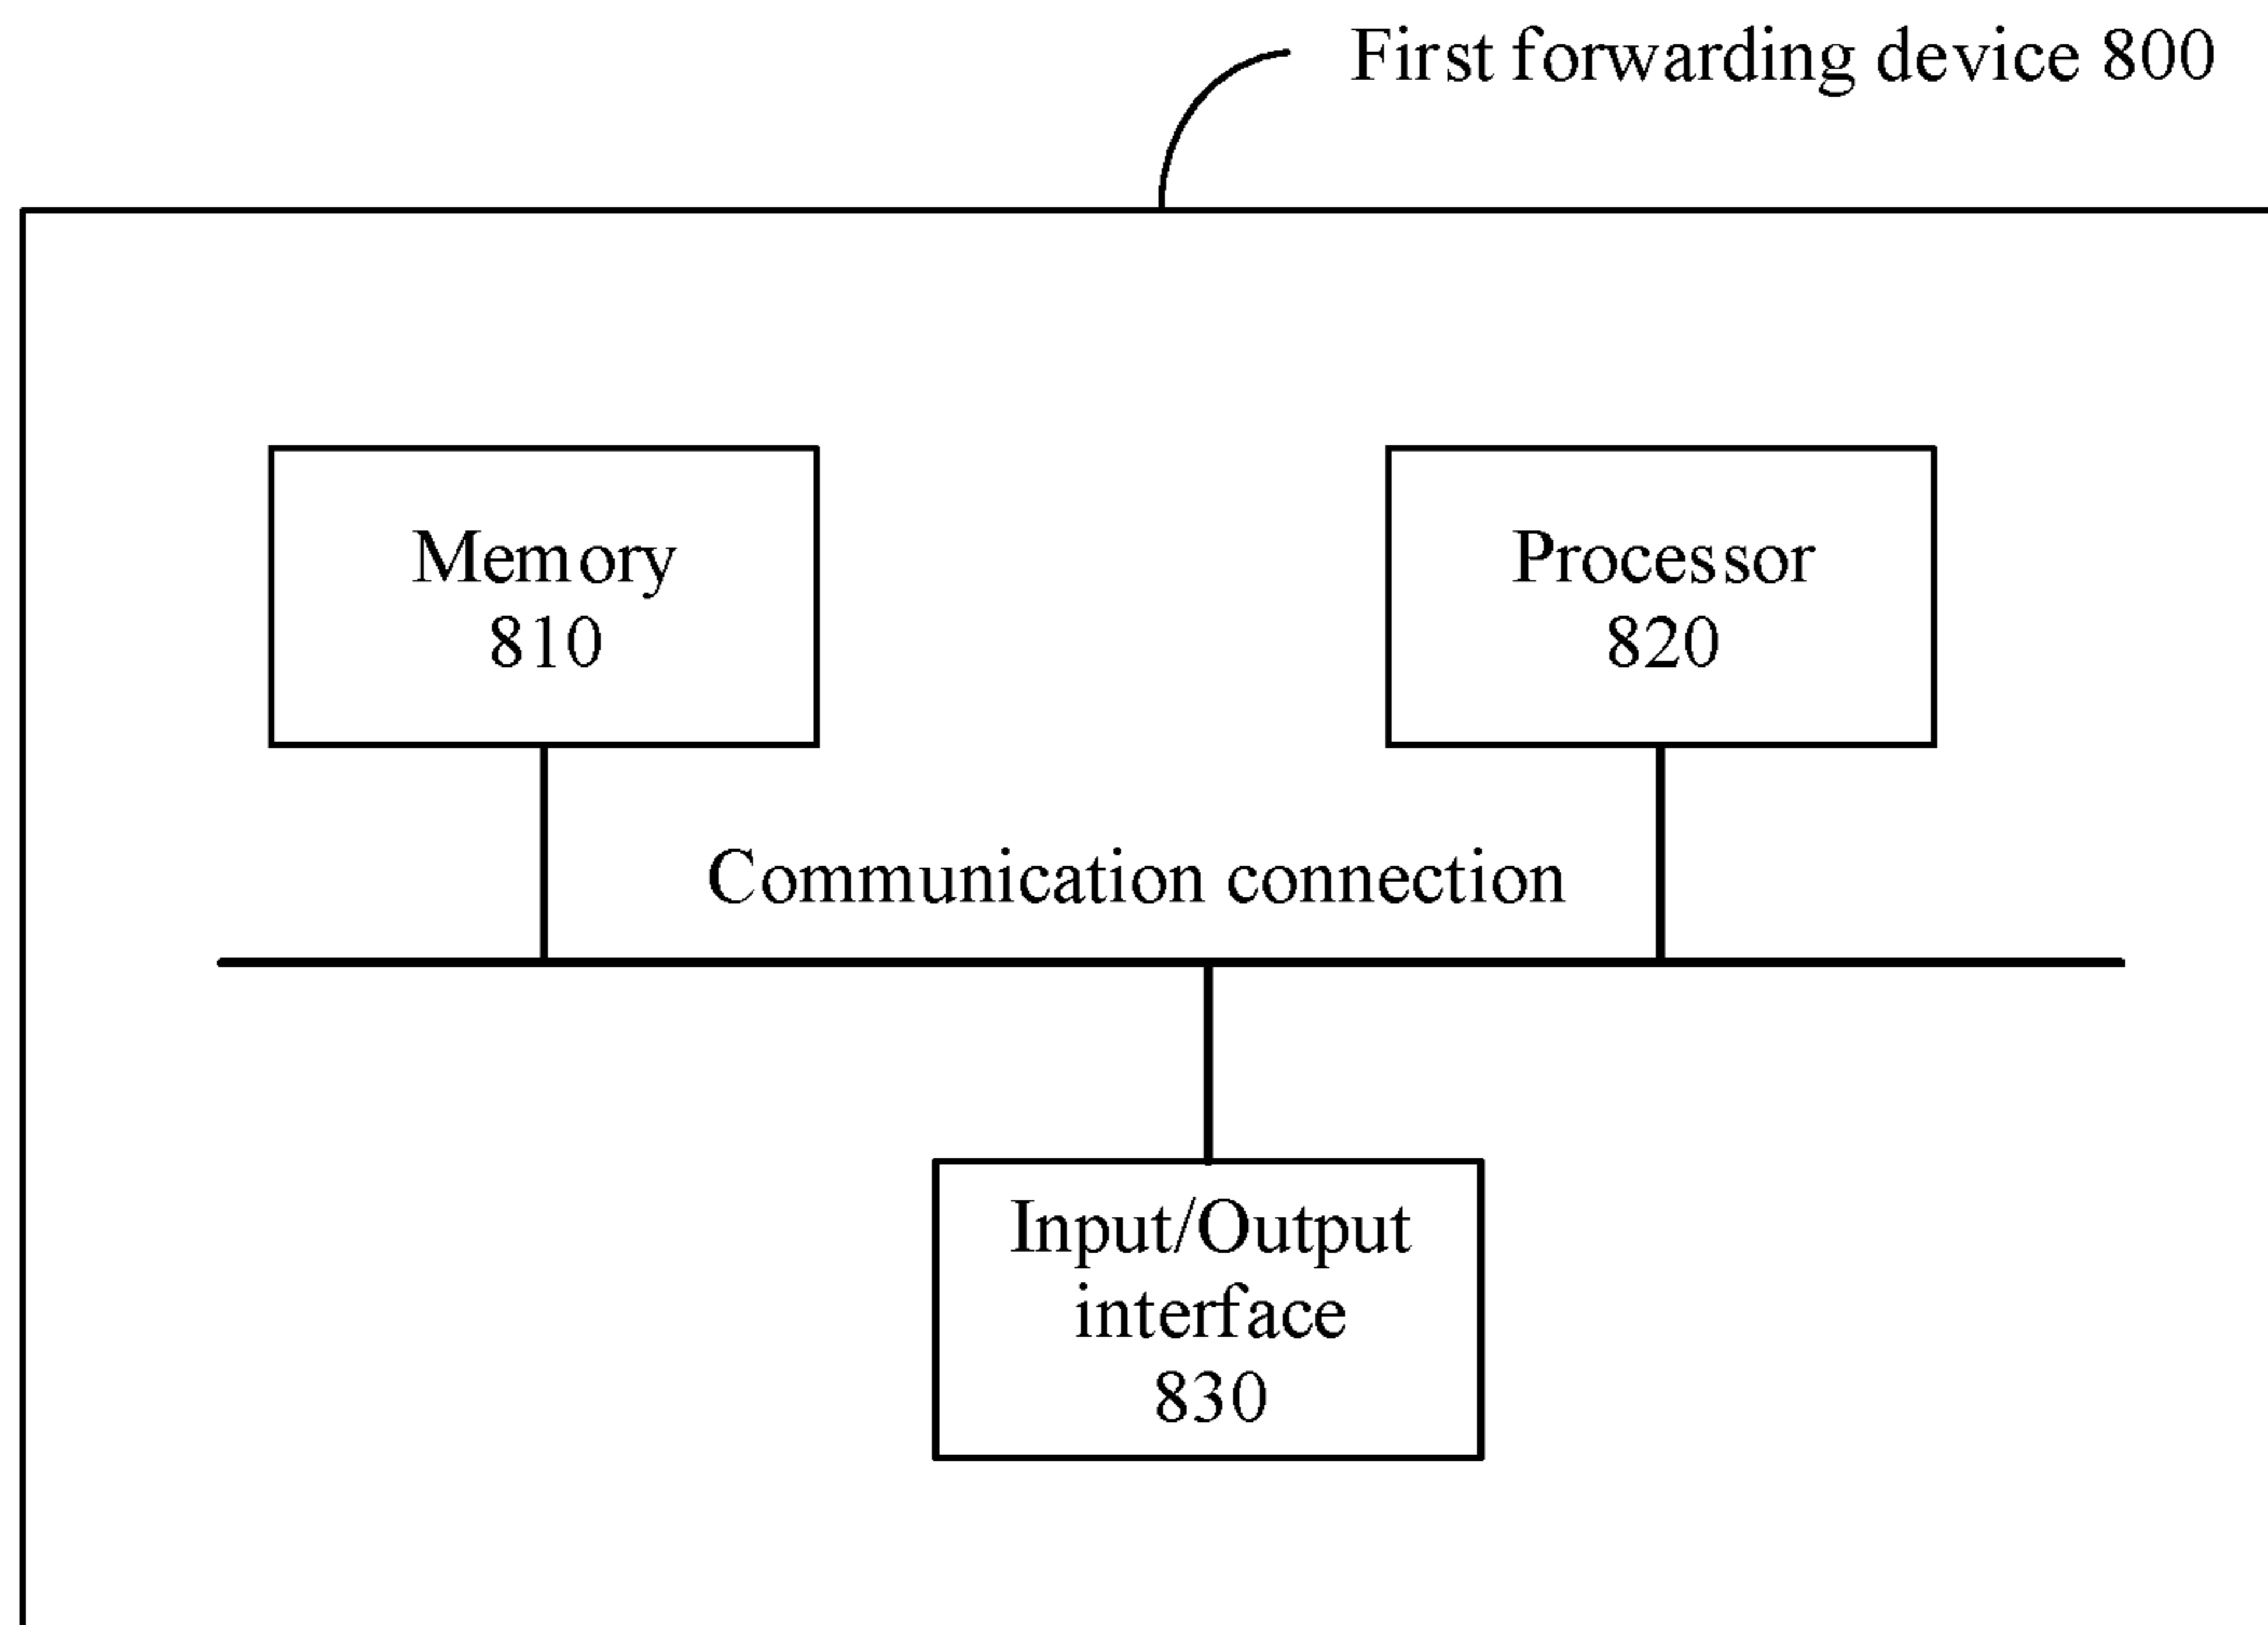 First forwarding device 800
Memory
810
Processor
820
Communication connection
Input/Output
interface
830